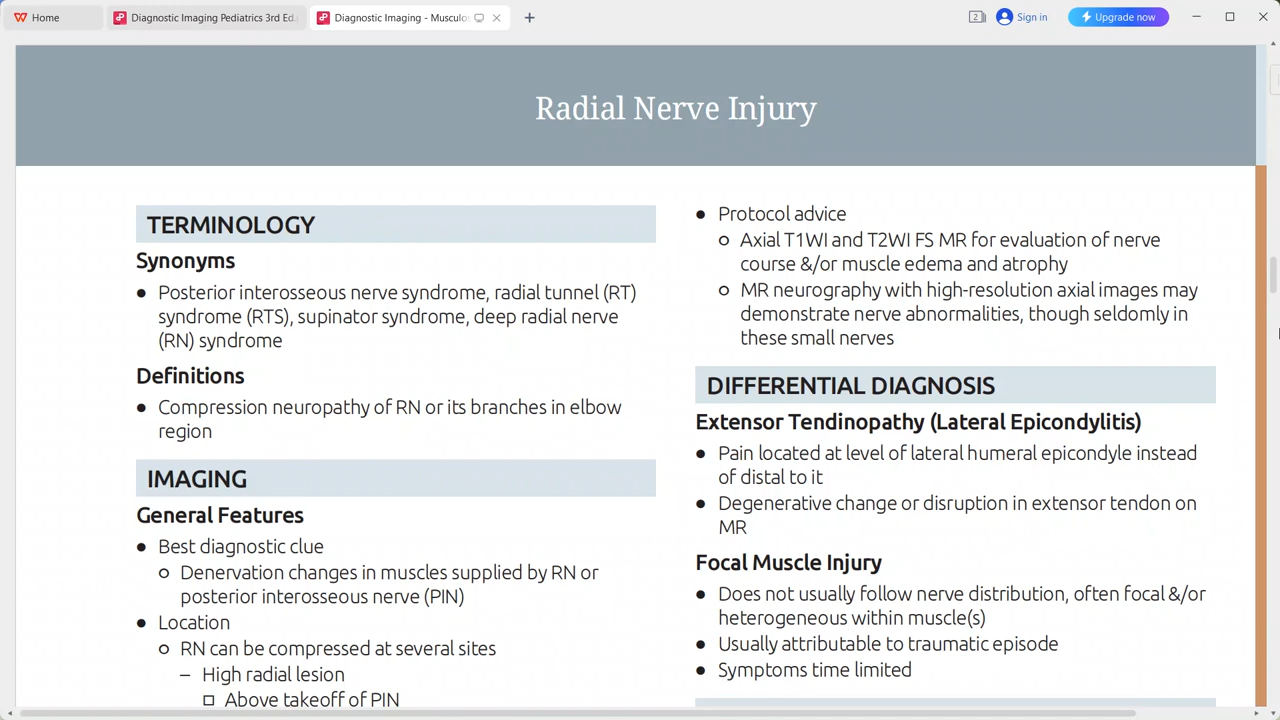 Home
Diagnostic Imaging Pediatrics 3rd Ed.
Diagnostic Imaging - Musculo
2
Sign in
Upgrade now
Radial Nerve Injury
TERMINOLOGY
Synonyms
● Posterior interosseous nerve syndrome, radial tunnel (RT)
syndrome (RTS), supinator syndrome, deep radial nerve
(RN) syndrome
Definitions
● Compression neuropathy of RN or its branches in elbow
region
IMAGING
General Features
● Best diagnostic clue
○ Denervation changes in muscles supplied by RN or
posterior interosseous nerve (PIN)
● Location
○ RN can be compressed at several sites
– High radial lesion
□ Above takeoff of PIN
● Protocol advice
○ Axial T1WI and T2WI FS MR for evaluation of nerve
course &/or muscle edema and atrophy
○ MR neurography with high-resolution axial images may
demonstrate nerve abnormalities, though seldomly in
these small nerves
DIFFERENTIAL DIAGNOSIS
Extensor Tendinopathy (Lateral Epicondylitis)
● Pain located at level of lateral humeral epicondyle instead
of distal to it
● Degenerative change or disruption in extensor tendon on
MR
Focal Muscle Injury
● Does not usually follow nerve distribution, often focal &/or
heterogeneous within muscle(s)
● Usually attributable to traumatic episode
● Symptoms time limited